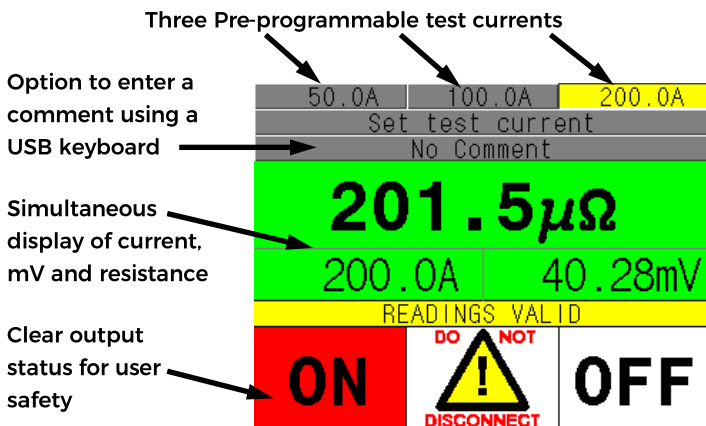 Three Pre-programmable test currents
Option to enter a
comment using a
USB keyboard
50.0A 100.0A 200.0A
Set test current
No Comment
201.5µΩ
Simultaneous
display of current,
mV and resistance
200.0A 40.28mV
READINGS VALID
Clear output
status for user
safety
ON
DO NOT
!
DISCONNECT
OFF